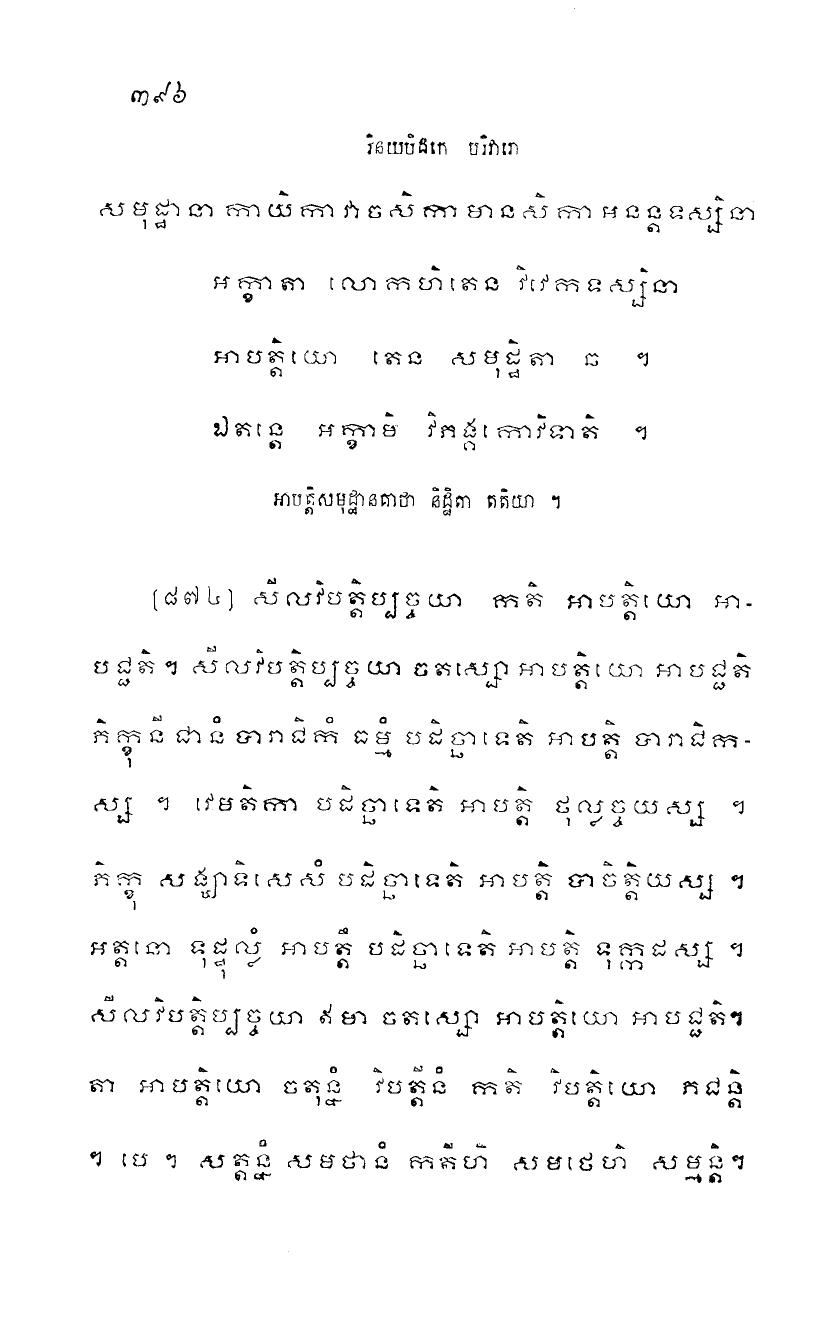 ៣៩៦
វិនយបិដកេ បរិវារោ
សមុដ្ឋានា កាយិកា វាចសិកា មានសិកា អនន្តទស្សិនា
អក្ខាតា លោកហិតេន វិវេកទស្សិនា
អាបត្តិយោ តេន សមុដ្ឋិតា ច ។
ឯតន្តេ អក្ខាមិ វិភង្គកោវិទាតិ ។
អាបត្តិសមុដ្ឋានគាថា និដ្ឋិតា តតិយា ។
[៨៧៤] សីលវិបត្តិប្បច្ចយា កតិ អាបត្តិយោ អា-
បជ្ជតិ។ សីលវិបត្តិប្បច្ចយា ចតស្សោ អាបត្តិយោ អាបជ្ជតិ
ភិក្ខុនី ជានំ បារាជិកំ ធម្មំ បដិច្ឆាទេតិ អាបត្តិ បារាជិក-
ស្ស ។ វេមតិកា បដិច្ឆាទេតិ អាបត្តិ ថុល្លច្ចយស្ស ។
ភិក្ខុ សង្ឃាទិសេសំ បដិច្ឆាទេតិ អាបត្តិ បាចិត្តិយស្ស ។
អត្តនោ ទុដ្ឋុល្លំ អាបត្តឹ បដិច្ឆាទេតិ អាបត្តិ ទុក្កដស្ស ។
សីលវិបត្តិប្បច្ចយា ឥមា ចតស្សោ អាបត្តិយោ អាបជ្ជតិ។
តា អាបត្តិយោ ចតុន្នំ វិបត្តីនំ កតិ វិបត្តិយោ ភជន្តិ
។ បេ ។ សត្តន្នំ សមថានំ កតីហិ សមថេហិ សម្មន្តិ។